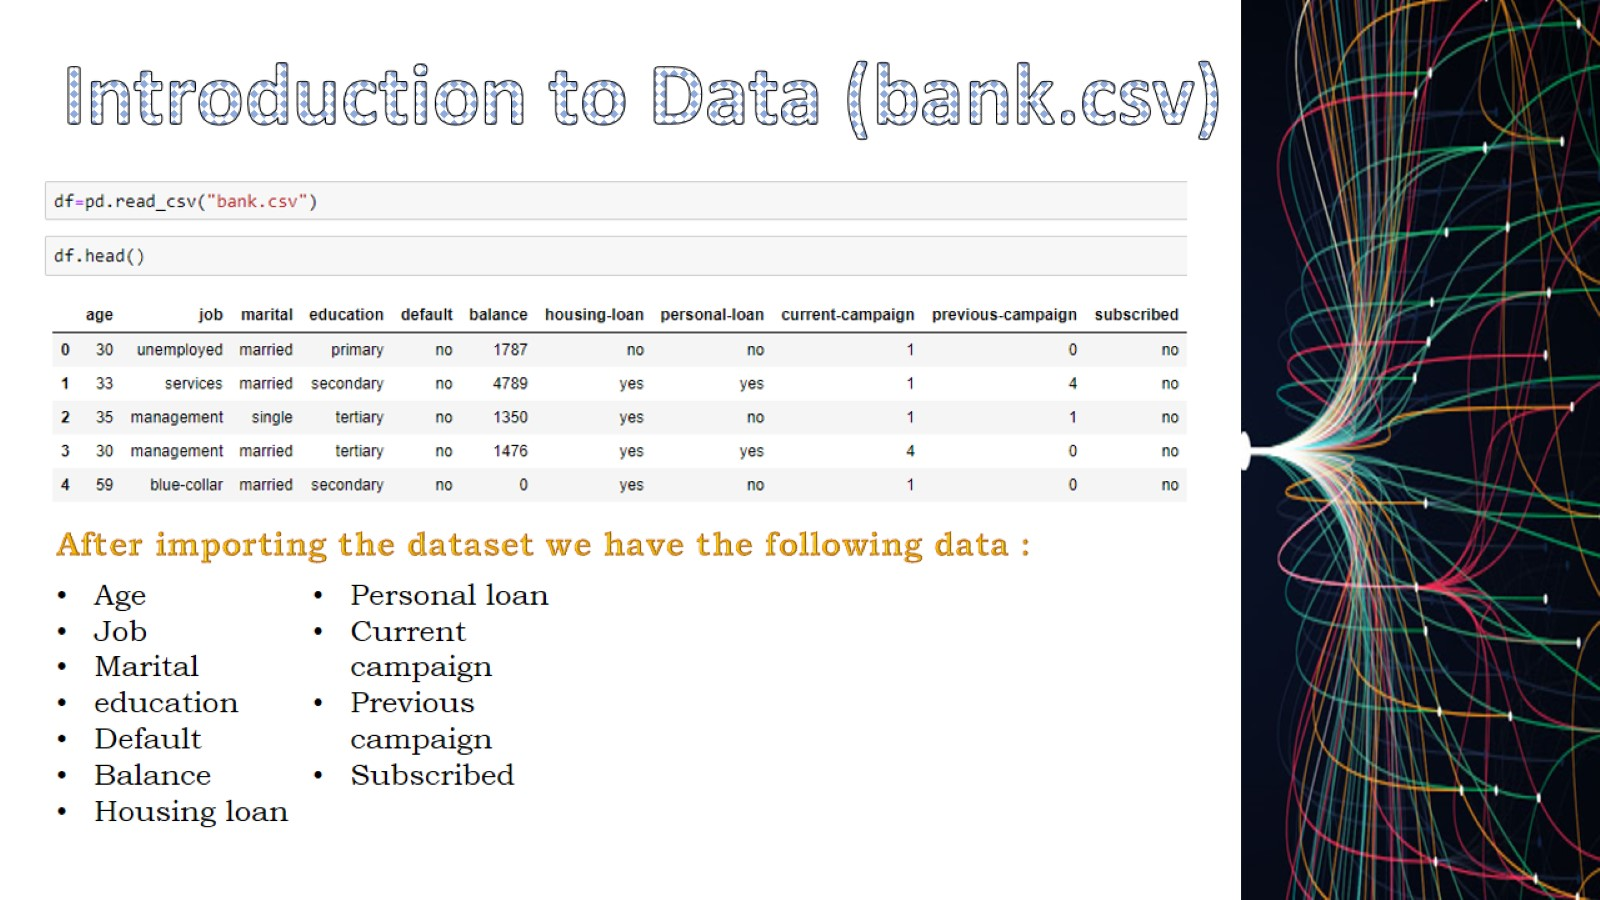 Introduction to Data (bank.csv)
df=pd.read_csv("bank.csv")
df.head()
age job marital education default balance housing-loan personal-loan current-campaign previous-campaign subscribed
0 30 unemployed married primary no 1787 no no 1 0 no
1 33 services married secondary no 4789 yes yes 1 4 no
2 35 management single tertiary no 1350 yes no 1 1 no
3 30 management married tertiary no 1476 yes yes 4 0 no
4 59 blue-collar married secondary no 0 yes no 1 0 no
After importing the dataset we have the following data :
• Age
• Job
• Marital
• education
• Default
• Balance
• Housing loan
• Personal loan
• Current
campaign
• Previous
campaign
• Subscribed